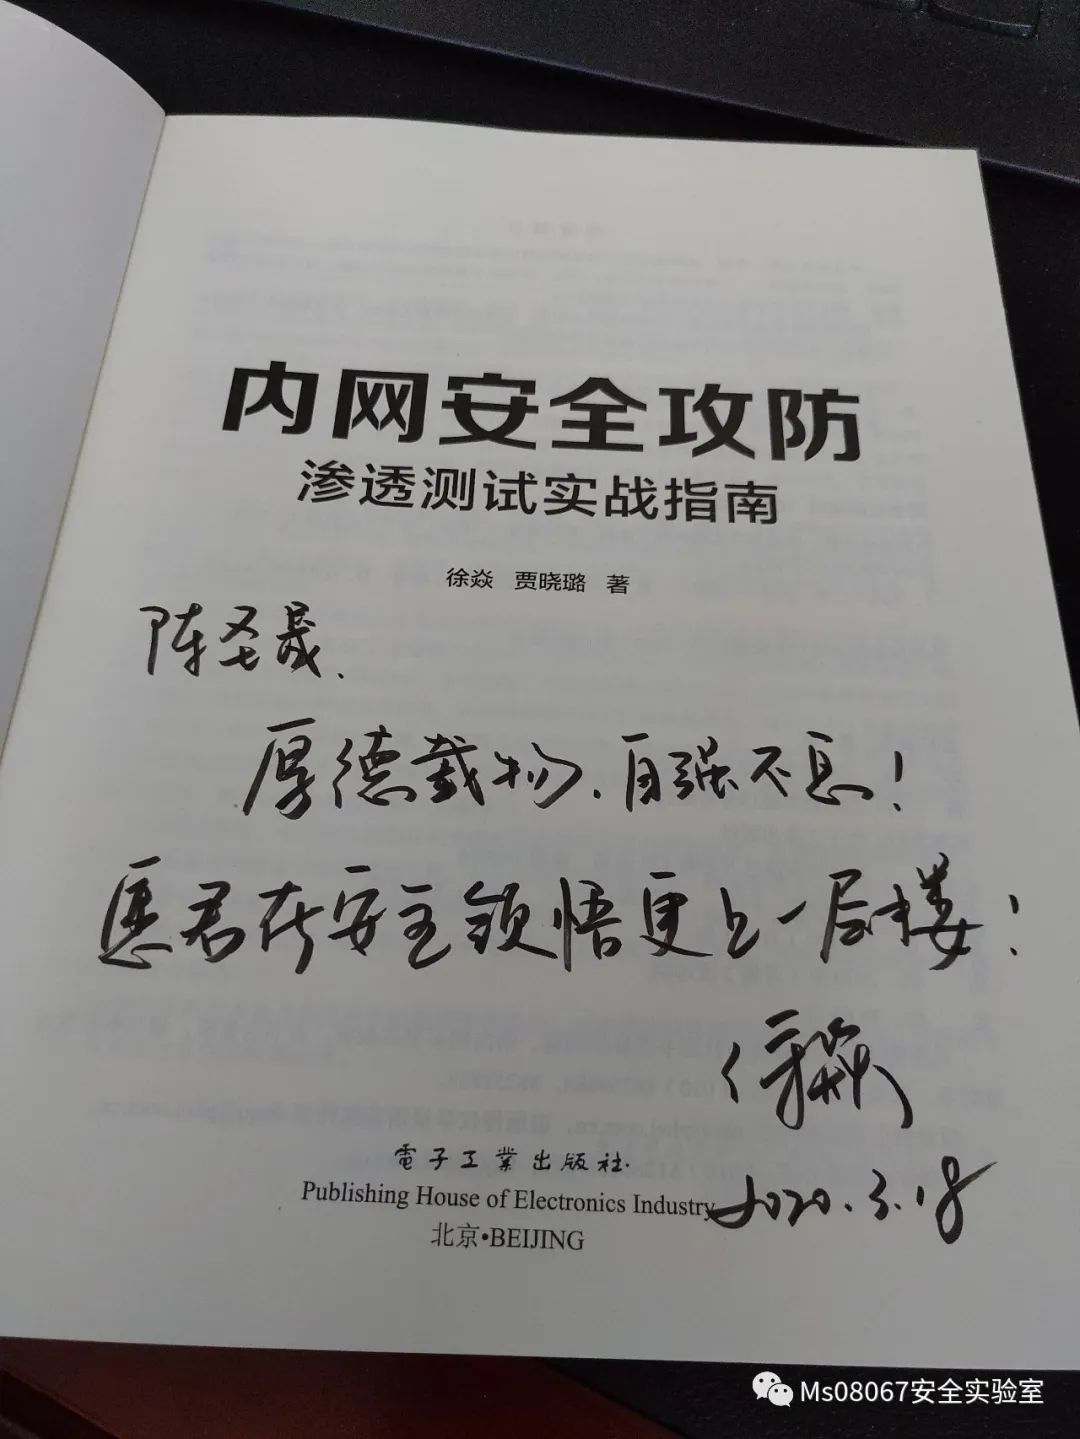 内网安全攻防
渗透测试实战指南
徐焱 贾晓璐 著
陈圣晟、
厚德载物、自强不息！
愿君在安全领悟更上一层楼！
徐焱
電子工業出版社.
Publishing House of Electronics Industry
2020.3.18
北京•BEIJING
Ms08067安全实验室